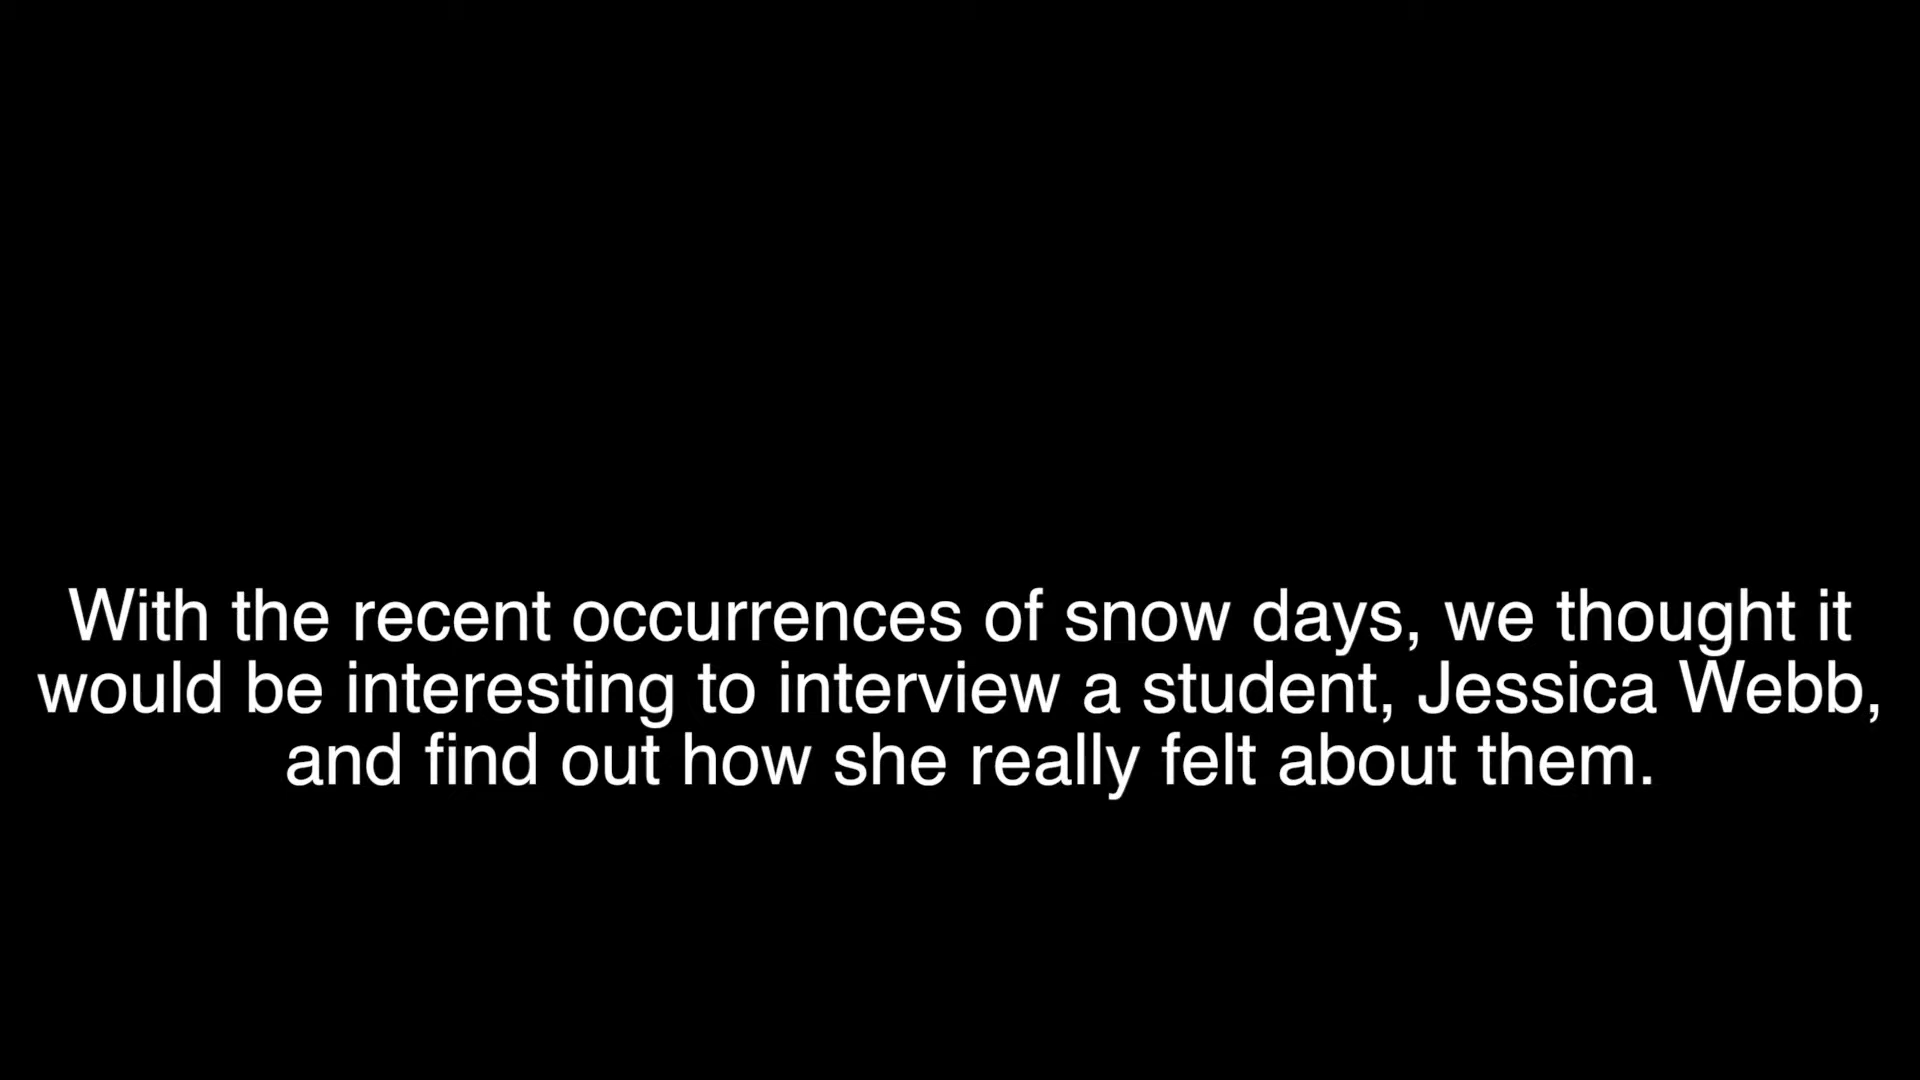 With the recent occurrences of snow days, we thought it
would be interesting to interview a student, Jessica Webb,
and find out how she really felt about them.